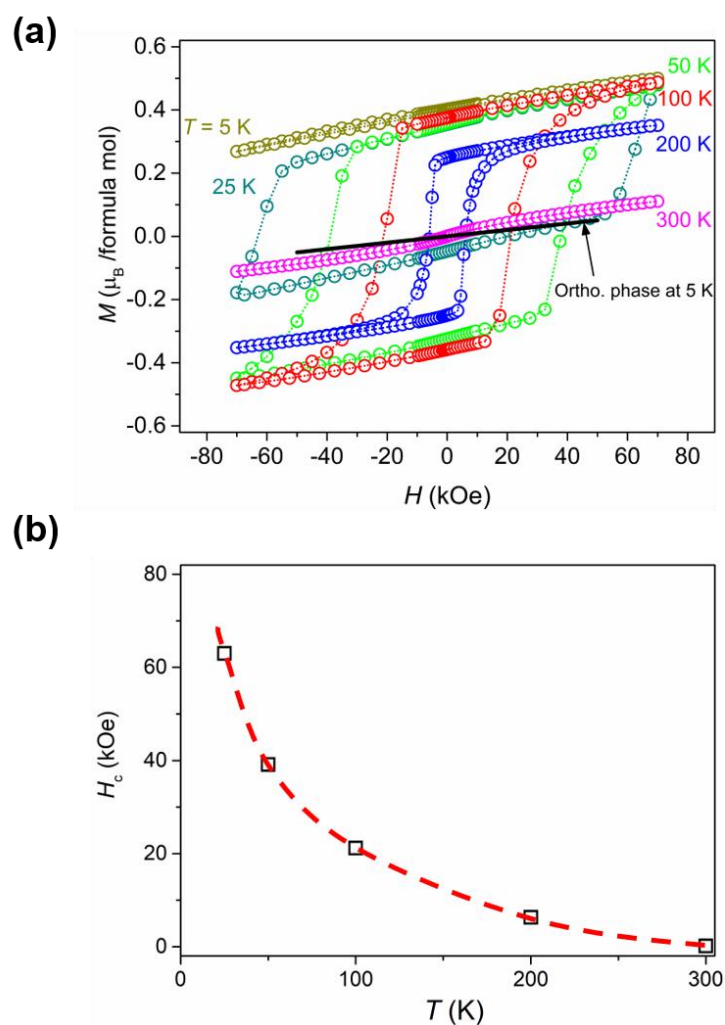 (a)
0.6
0.4
0.2
0.0
-0.2
-0.4
-0.6
M (μB /formula mol)
T = 5 K
25 K
50 K
100 K
200 K
300 K
Ortho. phase at 5 K
-80 -60 -40 -20 0 20 40 60 80
H (kOe)
(b)
80
60
40
20
0
Hc (kOe)
0 100 200 300
T (K)